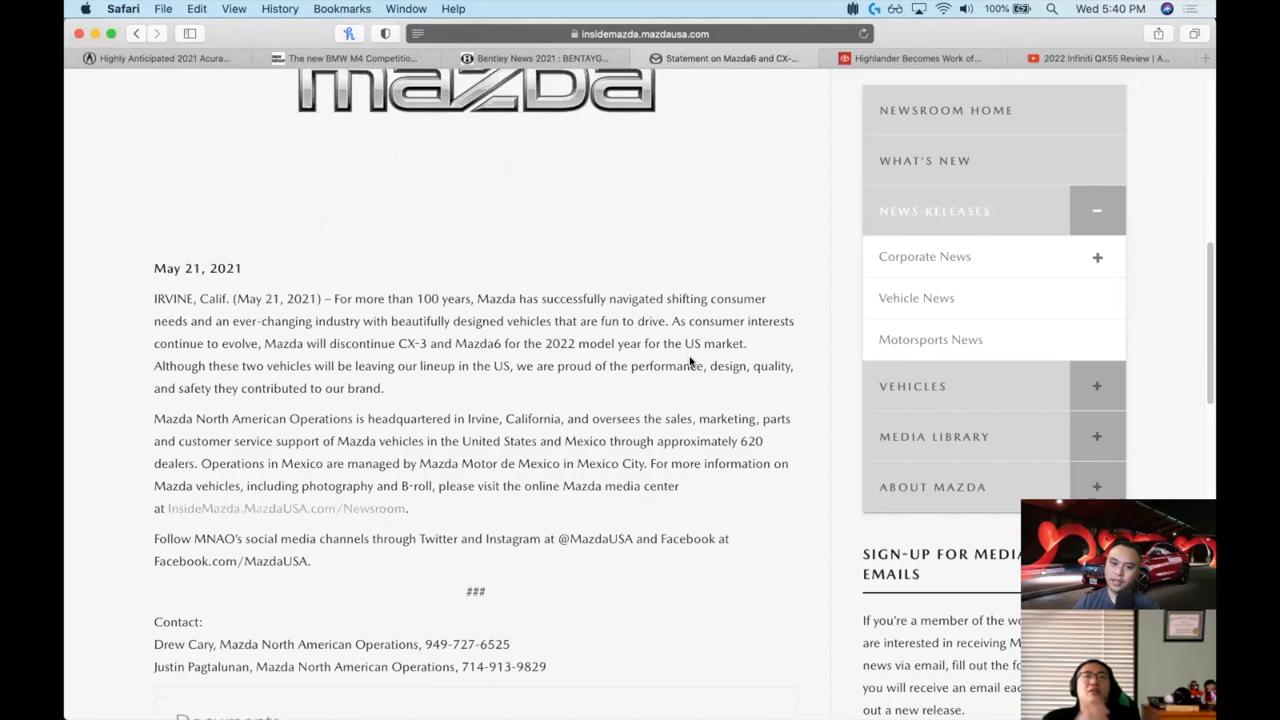 Safari File Edit View History Bookmarks Window Help 100% Wed 5:40 PM
insidemazda.mazdausa.com
Highly Anticipated 2021 Acura... The new BMW M4 Competitio... Bentley News 2021 : BENTAYG... Statement on Mazda6 and CX-... Highlander Becomes Work of... 2022 Infiniti QX55 Review | A...
mazda
May 21, 2021
IRVINE, Calif. (May 21, 2021) – For more than 100 years, Mazda has successfully navigated shifting consumer
needs and an ever-changing industry with beautifully designed vehicles that are fun to drive. As consumer interests
continue to evolve, Mazda will discontinue CX-3 and Mazda6 for the 2022 model year for the US market.
Although these two vehicles will be leaving our lineup in the US, we are proud of the performance, design, quality,
and safety they contributed to our brand.
Mazda North American Operations is headquartered in Irvine, California, and oversees the sales, marketing, parts
and customer service support of Mazda vehicles in the United States and Mexico through approximately 620
dealers. Operations in Mexico are managed by Mazda Motor de Mexico in Mexico City. For more information on
Mazda vehicles, including photography and B-roll, please visit the online Mazda media center
at InsideMazda.MazdaUSA.com/Newsroom.
Follow MNAO's social media channels through Twitter and Instagram at @MazdaUSA and Facebook at
Facebook.com/MazdaUSA.
###
Contact:
Drew Cary, Mazda North American Operations, 949-727-6525
Justin Pagtalunan, Mazda North American Operations, 714-913-9829
Documents
NEWSROOM HOME
WHAT'S NEW
NEWS RELEASES
Corporate News
Vehicle News
Motorsports News
VEHICLES
MEDIA LIBRARY
ABOUT MAZDA
SIGN-UP FOR MEDIA
EMAILS
If you're a member of the
are interested in receiving
news via email, fill out the
you will receive an email
out a new release.